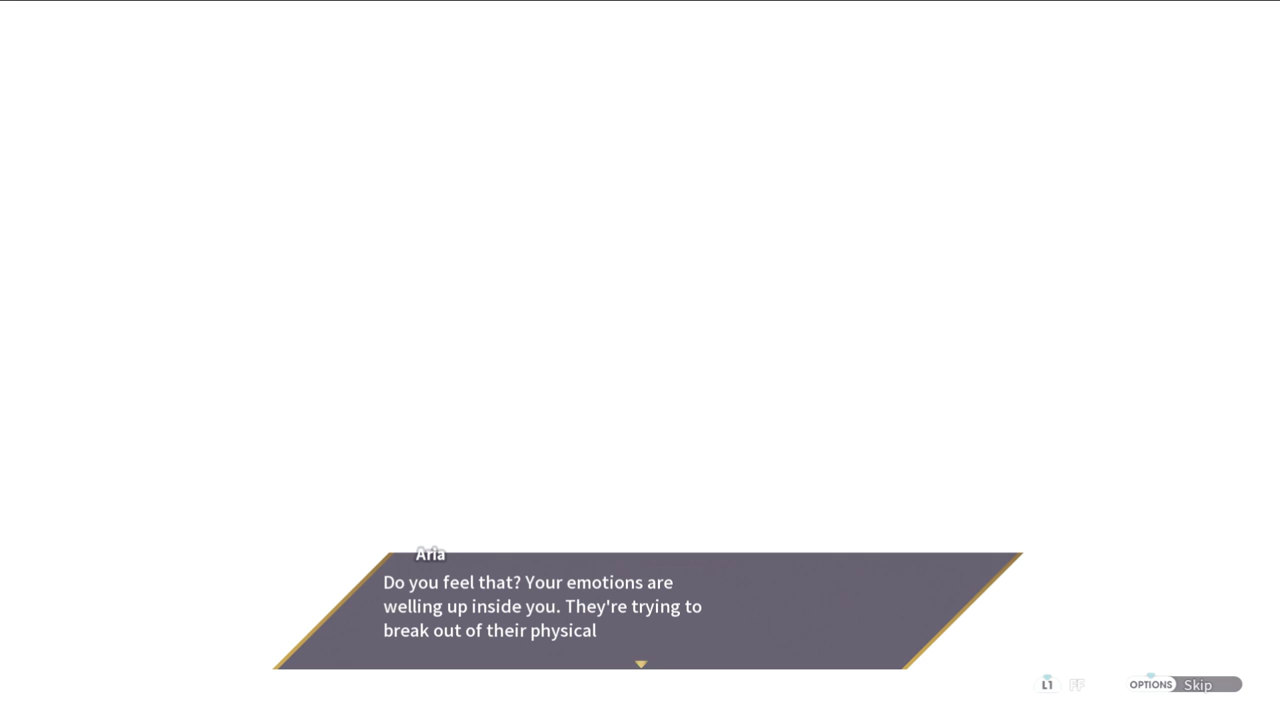 Aria
Do you feel that? Your emotions are
welling up inside you. They're trying to
break out of their physical
L1 FF
OPTIONS Skip